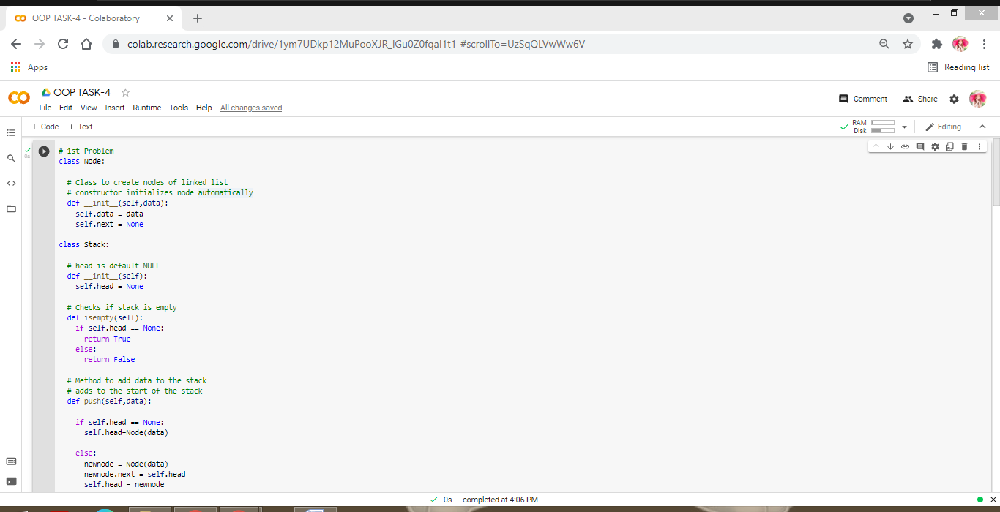 OOP TASK-4 - Colaboratory
colab.research.google.com/drive/1ym7UDkp12MuPooXJR_IGu0Z0fqaI1t1-#scrollTo=UzSqQLVwWw6V
Apps
Reading list
OOP TASK-4
File Edit View Insert Runtime Tools Help All changes saved
Comment Share
+ Code + Text
RAM
Disk
Editing
0s
# 1st Problem
class Node:
# Class to create nodes of linked list
# constructor initializes node automatically
def __init__(self,data):
self.data = data
self.next = None
class Stack:
# head is default NULL
def __init__(self):
self.head = None
# Checks if stack is empty
def isempty(self):
if self.head == None:
return True
else:
return False
# Method to add data to the stack
# adds to the start of the stack
def push(self,data):
if self.head == None:
self.head=Node(data)
else:
newnode = Node(data)
newnode.next = self.head
self.head = newnode
0s completed at 4:06 PM